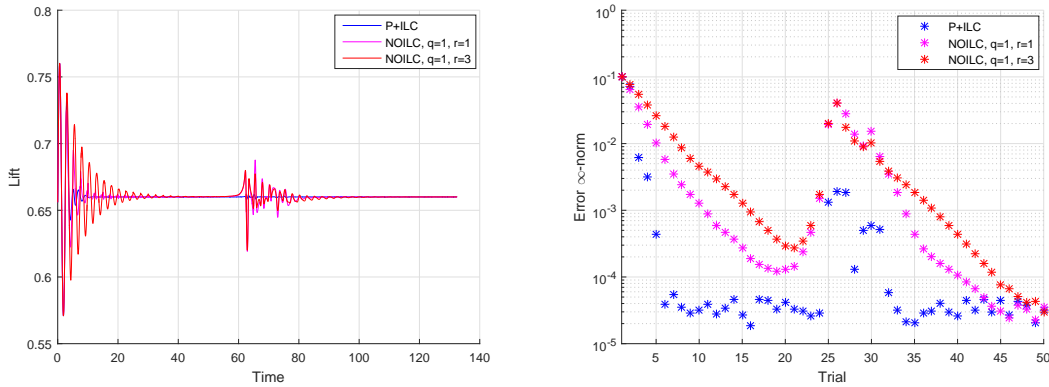 0.8
0.75
0.7
0.65
0.6
0.55
Lift
0 20 40 60 80 100 120 140
Time
P+ILC
NOILC, q=1, r=1
NOILC, q=1, r=3
10^0
10^-1
10^-2
10^-3
10^-4
10^-5
Error ∞-norm
5 10 15 20 25 30 35 40 45 50
Trial
P+ILC
NOILC, q=1, r=1
NOILC, q=1, r=3